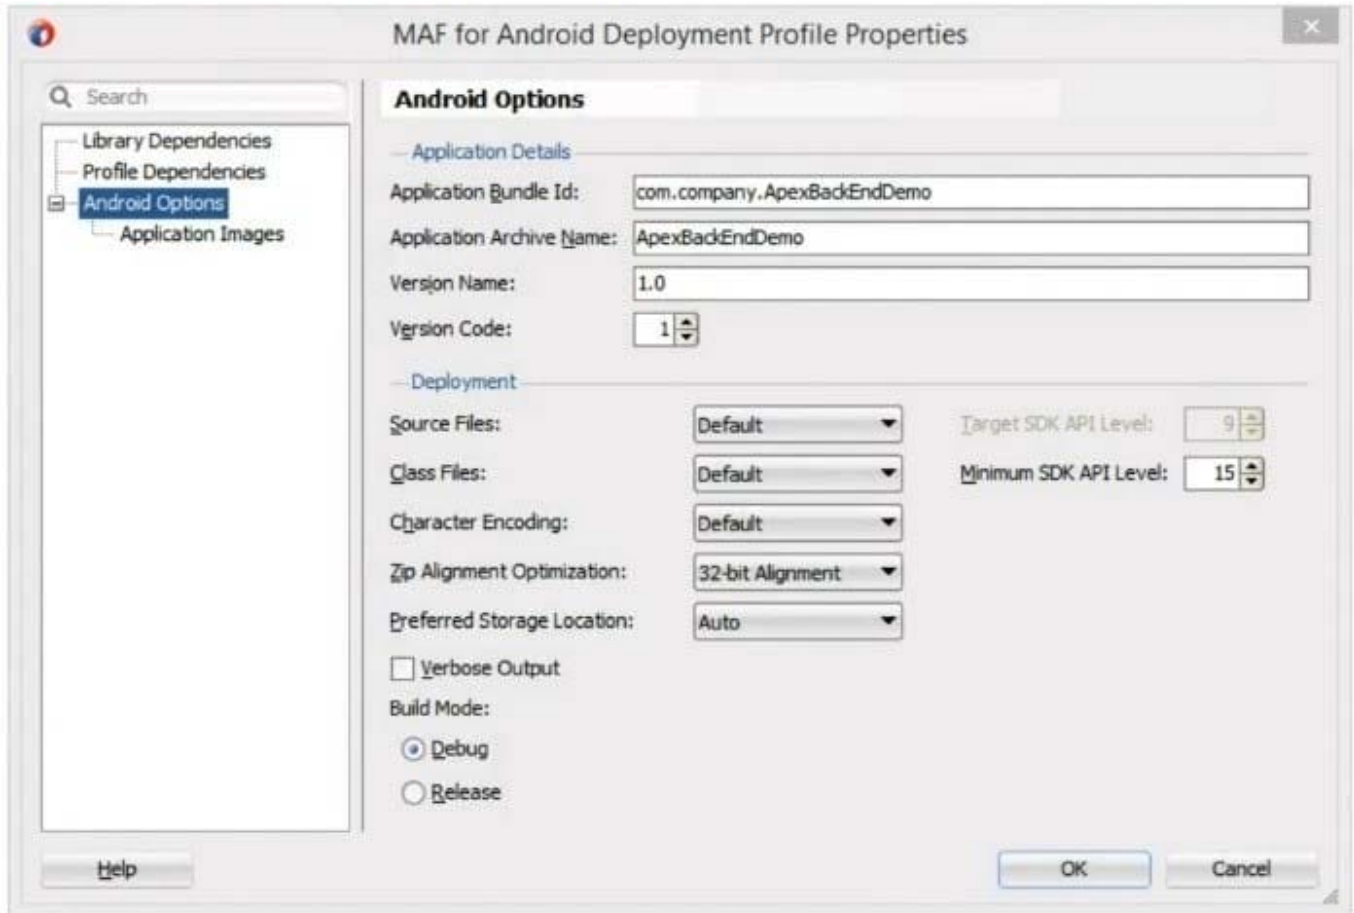 MAF for Android Deployment Profile Properties
Search
Library Dependencies
Profile Dependencies
Android Options
Application Images
Android Options
Application Details
Application Bundle Id: com.company.ApexBackEndDemo
Application Archive Name: ApexBackEndDemo
Version Name: 1.0
Version Code: 1
Deployment
Source Files: Default Target SDK API Level: 9
Class Files: Default Minimum SDK API Level: 15
Character Encoding: Default
Zip Alignment Optimization: 32-bit Alignment
Preferred Storage Location: Auto
Verbose Output
Build Mode:
Debug
Release
Help OK Cancel